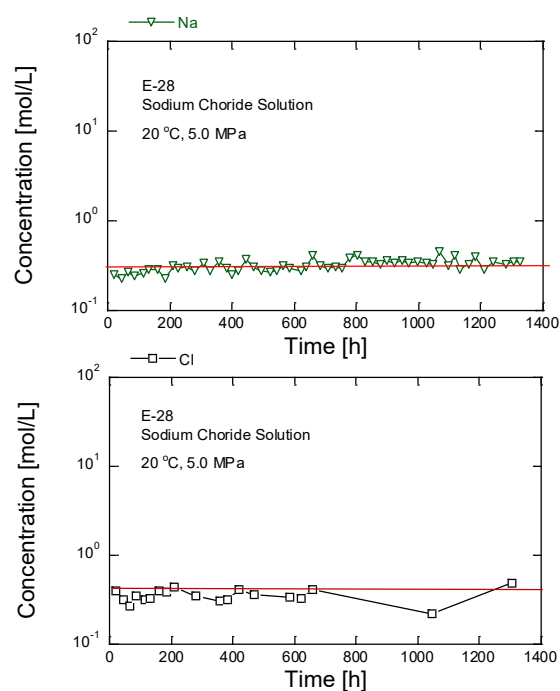 Na
10²
10¹
10⁰
10⁻¹
Concentration [mol/L]
E-28
Sodium Choride Solution
20 °C, 5.0 MPa
0 200 400 600 800 1000 1200 1400
Time [h]
Cl
10²
10¹
10⁰
10⁻¹
Concentration [mol/L]
E-28
Sodium Choride Solution
20 °C, 5.0 MPa
0 200 400 600 800 1000 1200 1400
Time [h]